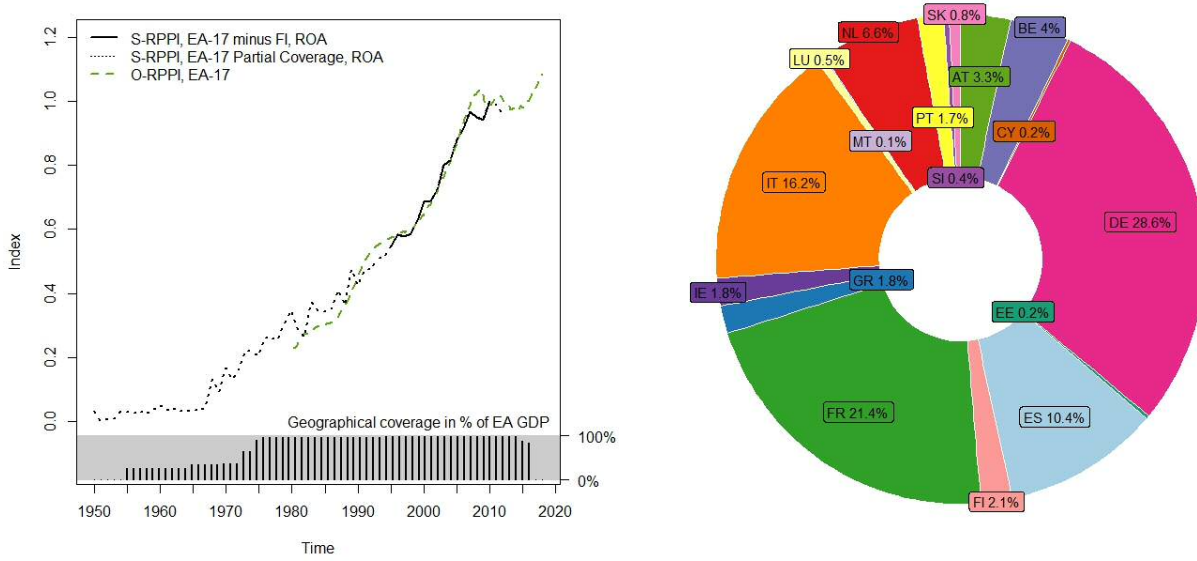 S-RPPI, EA-17 minus FI, ROA
S-RPPI, EA-17 Partial Coverage, ROA
O-RPPI, EA-17
1.2
1.0
0.8
0.6
0.4
0.2
0.0
Index
Geographical coverage in % of EA GDP
100%
0%
1950
1960
1970
1980
1990
2000
2010
2020
Time
SK 0.8%
NL 6.6%
BE 4%
LU 0.5%
AT 3.3%
PT 1.7%
CY 0.2%
MT 0.1%
SI 0.4%
IT 16.2%
DE 28.6%
GR 1.8%
IE 1.8%
EE 0.2%
FR 21.4%
ES 10.4%
FI 2.1%